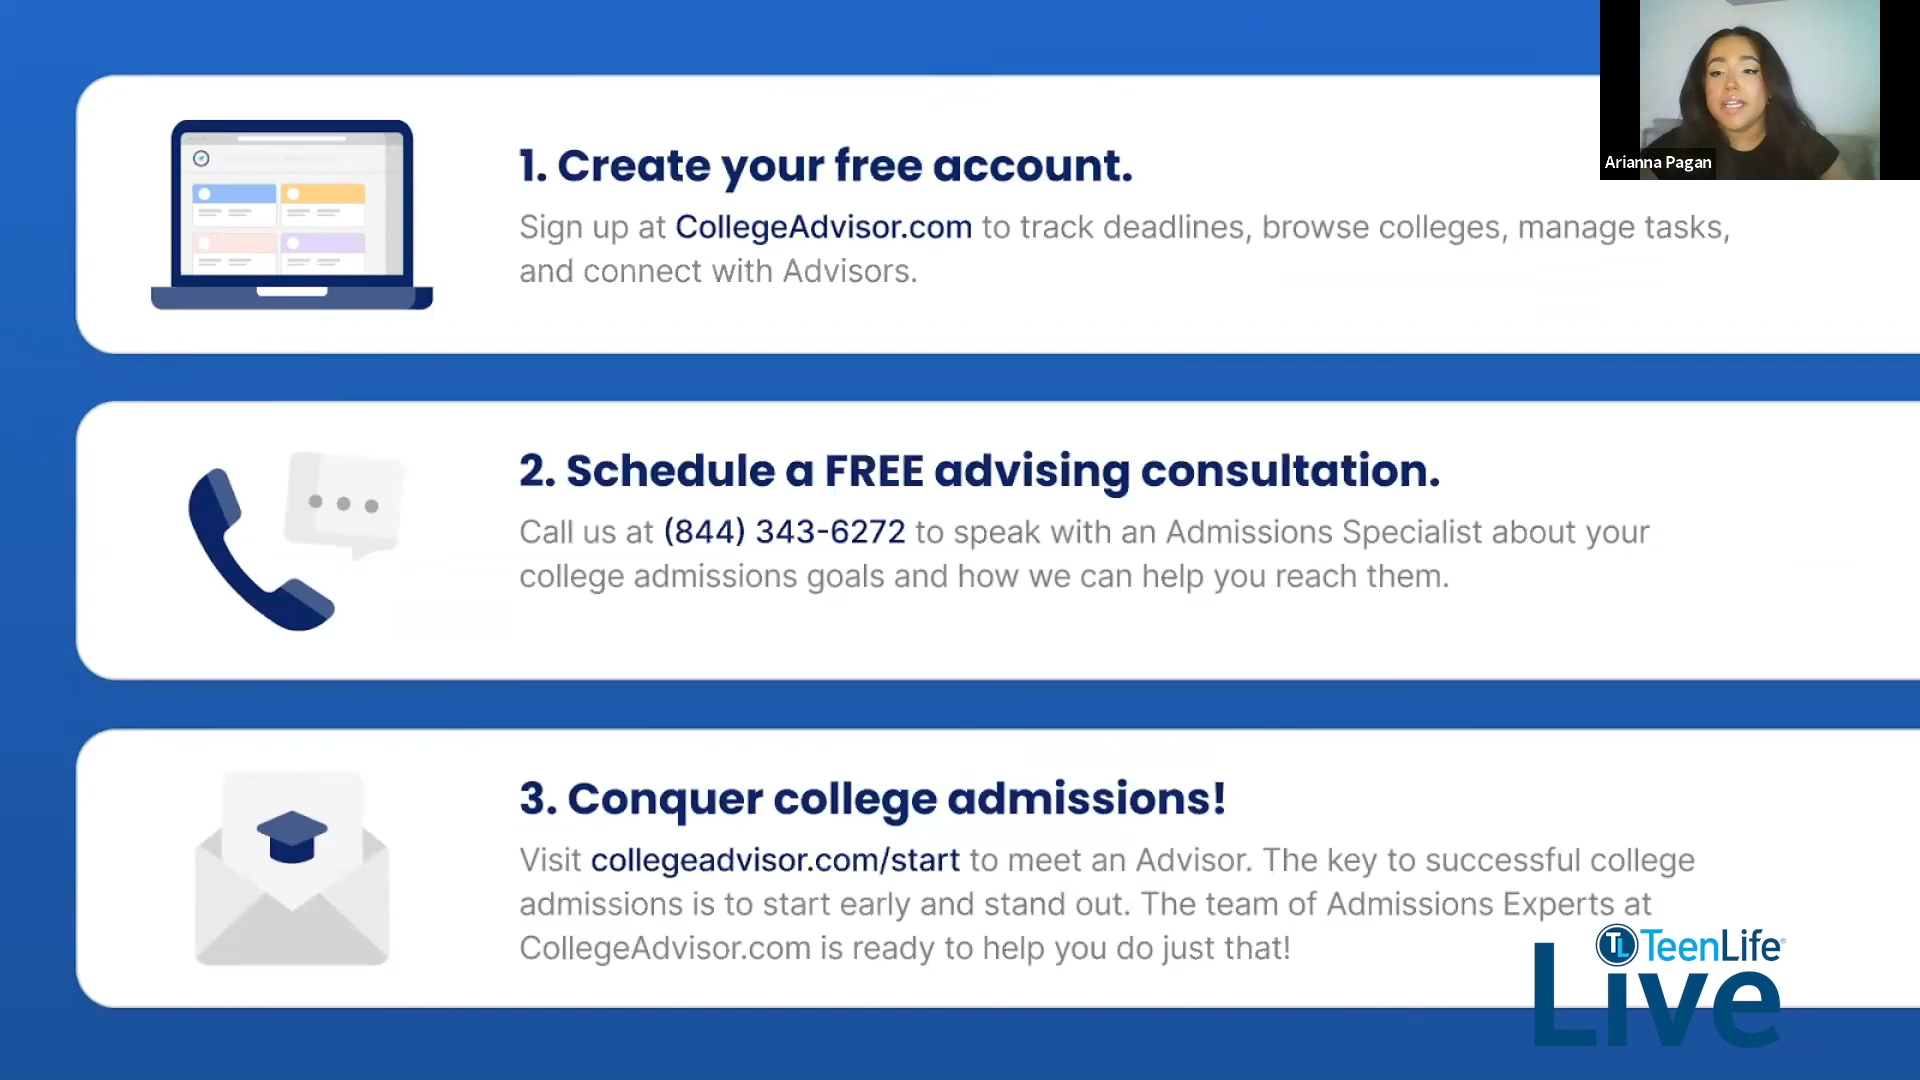 1. Create your free account.
Sign up at CollegeAdvisor.com to track deadlines, browse colleges, manage tasks,
and connect with Advisors.
Arianna Pagan
2. Schedule a FREE advising consultation.
Call us at (844) 343-6272 to speak with an Admissions Specialist about your
college admissions goals and how we can help you reach them.
3. Conquer college admissions!
Visit collegeadvisor.com/start to meet an Advisor. The key to successful college
admissions is to start early and stand out. The team of Admissions Experts at
CollegeAdvisor.com is ready to help you do just that!
TL TeenLife®
Live